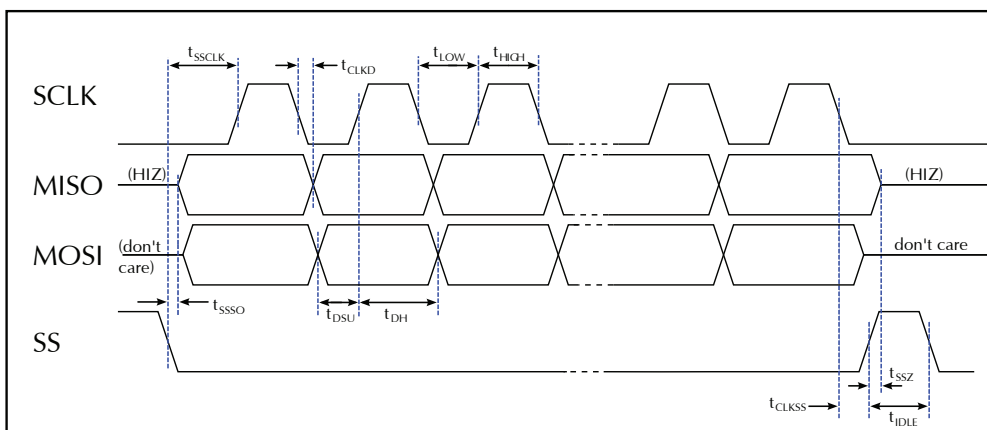 tSSCLK
tCLKD
tLOW
tHIGH
SCLK
MISO
(HIZ)
(HIZ)
MOSI
(don't
care)
don't care
tSSSO
tDSU
tDH
SS
tSSZ
tCLKSS
tIDLE